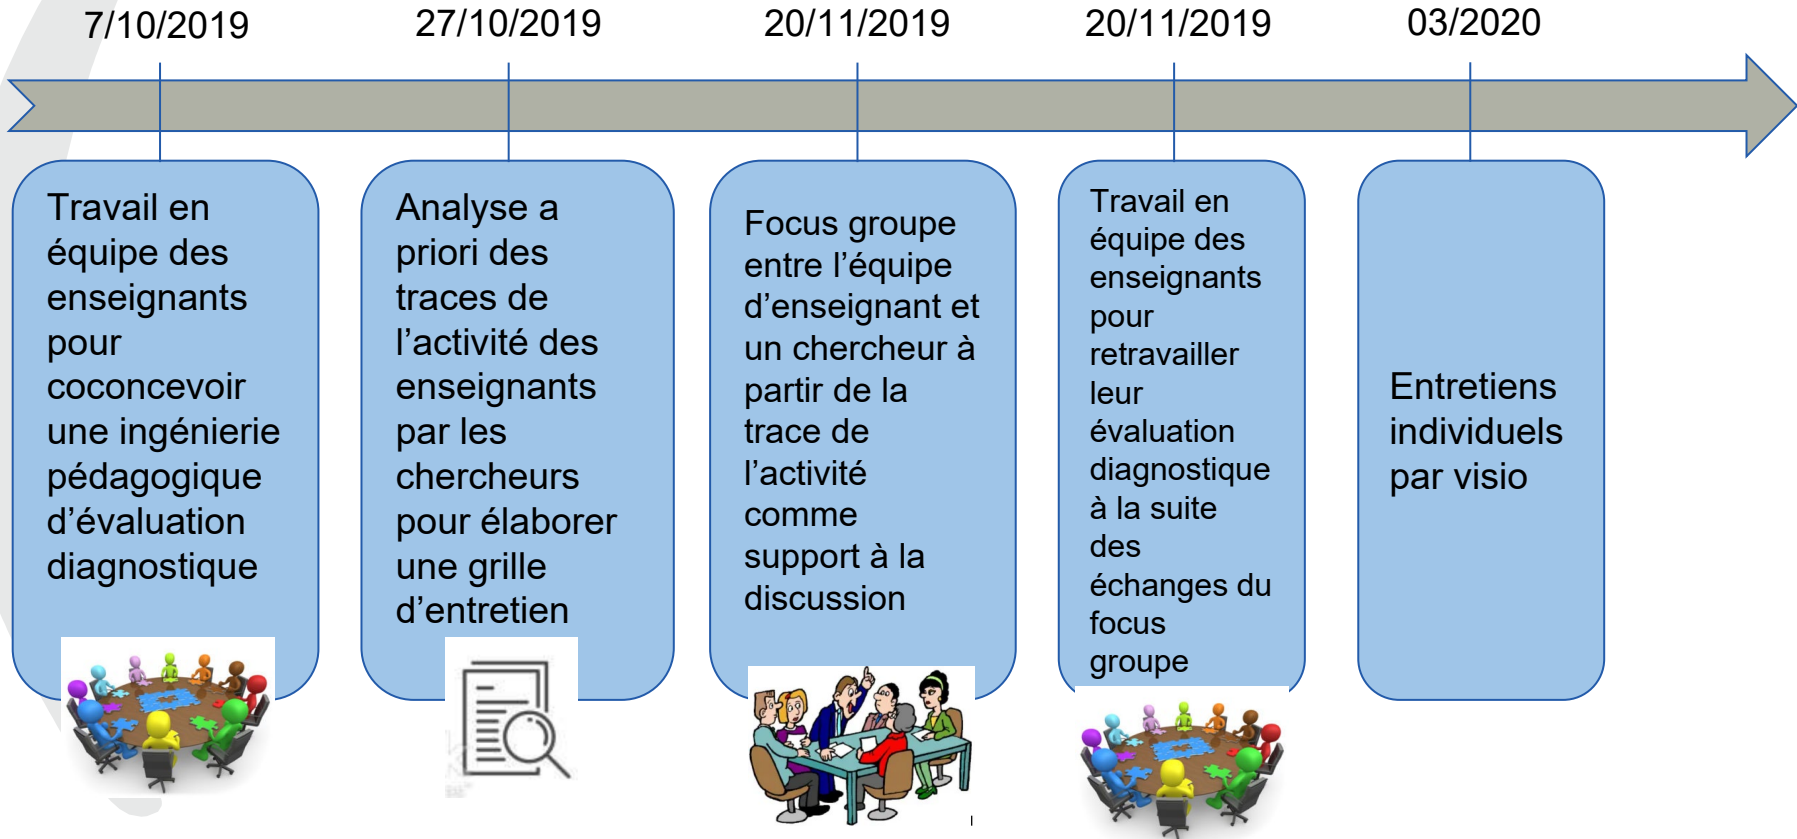 7/10/2019
27/10/2019
20/11/2019
20/11/2019
03/2020
Travail en
équipe des
enseignants
pour
coconcevoir
une ingénierie
pédagogique
d’évaluation
diagnostique
Analyse a
priori des
traces de
l’activité des
enseignants
par les
chercheurs
pour élaborer
une grille
d’entretien
Focus groupe
entre l’équipe
d’enseignant et
un chercheur à
partir de la
trace de
l’activité
comme
support à la
discussion
Travail en
équipe des
enseignants
pour
retravailler
leur
évaluation
diagnostique
à la suite
des
échanges du
focus
groupe
Entretiens
individuels
par visio